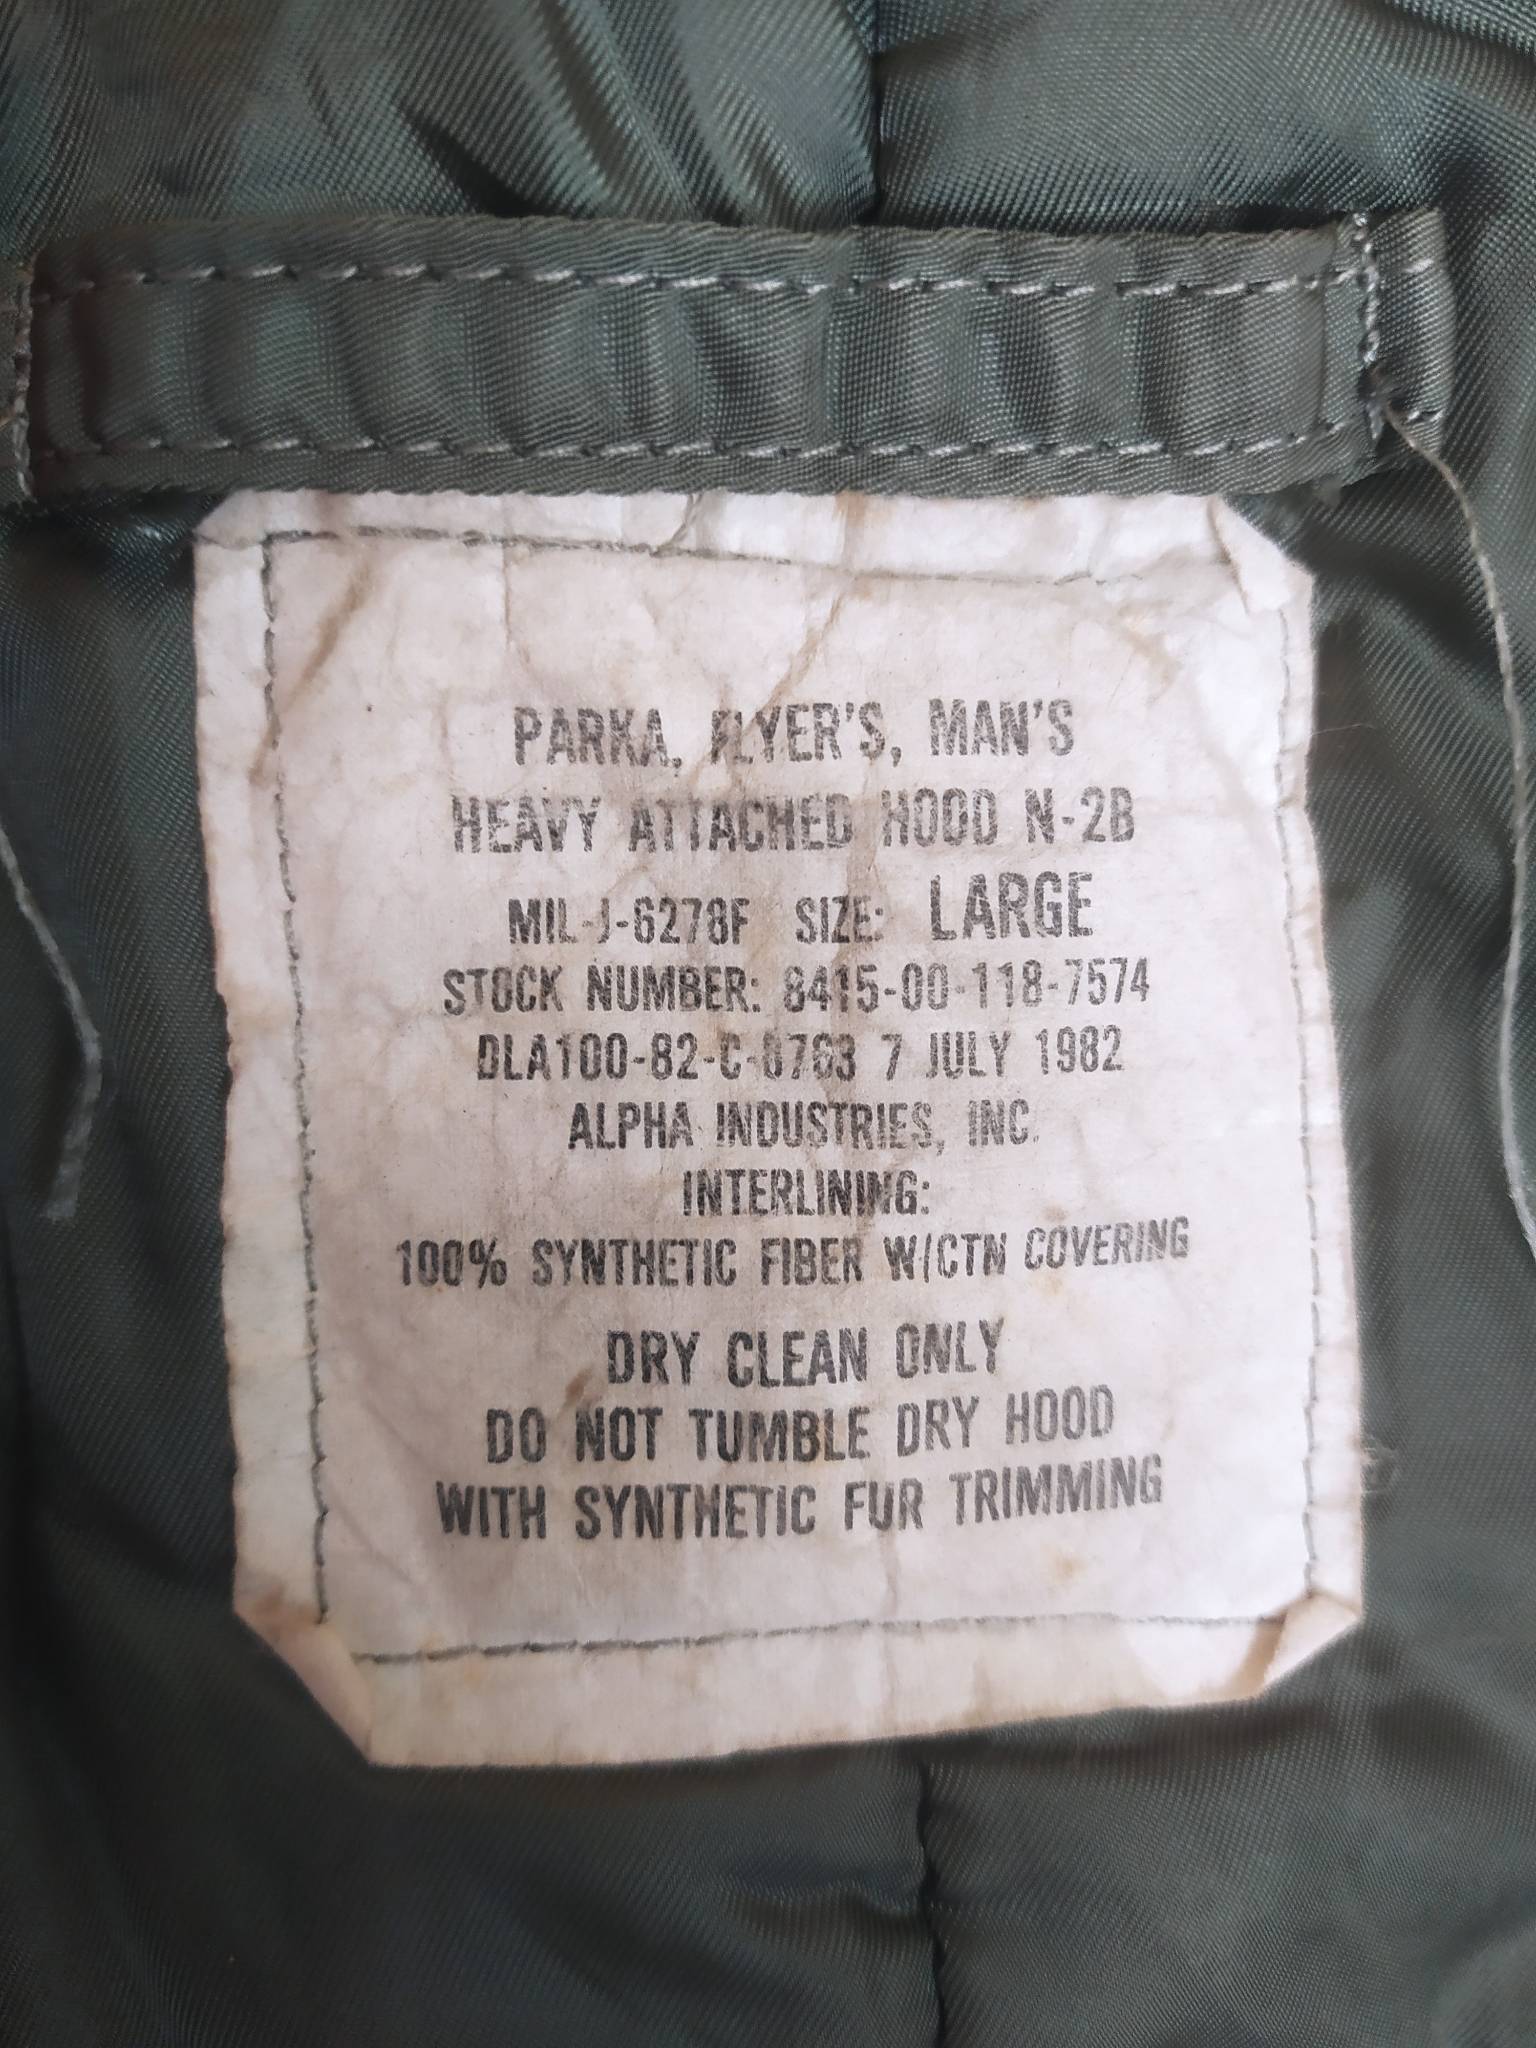 PARKA, FLYER'S, MAN'S
HEAVY ATTACHED HOOD N-2B
MIL-J-6278F SIZE: LARGE
STOCK NUMBER: 8415-00-118-7574
DLA100-82-C-0763 7 JULY 1982
ALPHA INDUSTRIES, INC.
INTERLINING:
100% SYNTHETIC FIBER W/CTN COVERING
DRY CLEAN ONLY
DO NOT TUMBLE DRY HOOD
WITH SYNTHETIC FUR TRIMMING